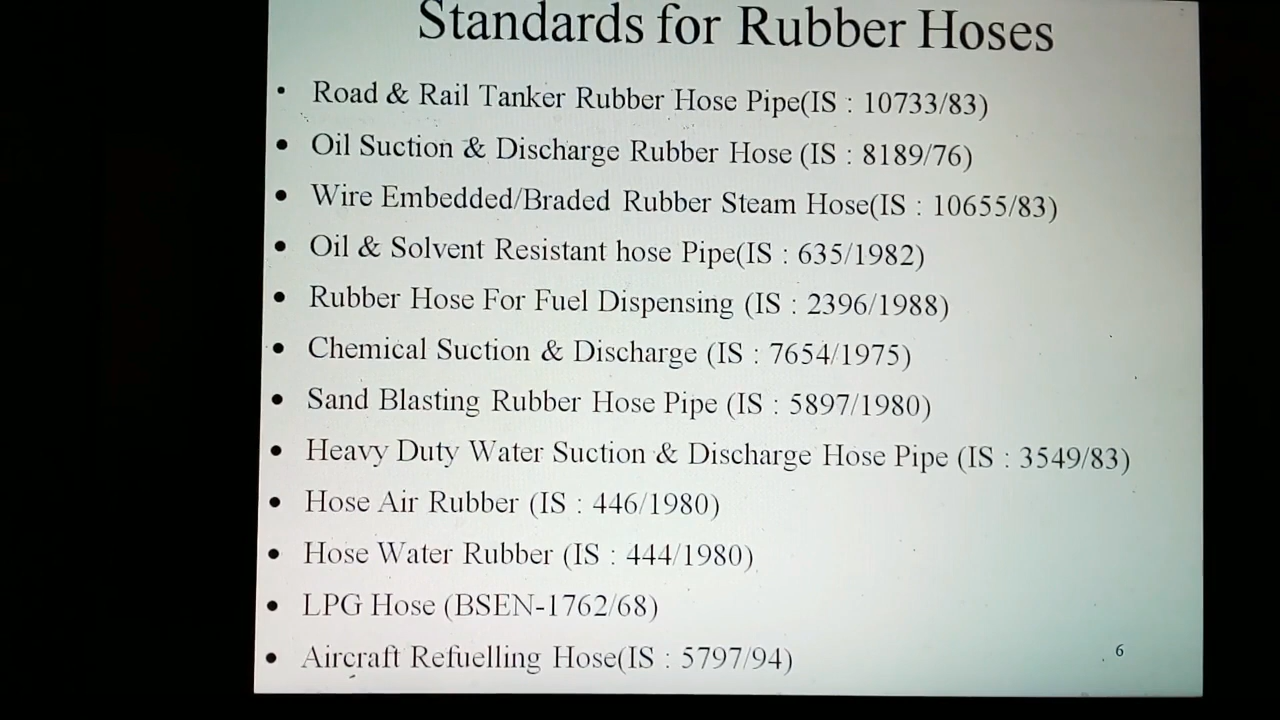 Standards for Rubber Hoses
• Road & Rail Tanker Rubber Hose Pipe(IS : 10733/83)
• Oil Suction & Discharge Rubber Hose (IS : 8189/76)
• Wire Embedded/Braded Rubber Steam Hose(IS : 10655/83)
• Oil & Solvent Resistant hose Pipe(IS : 635/1982)
• Rubber Hose For Fuel Dispensing (IS : 2396/1988)
• Chemical Suction & Discharge (IS : 7654/1975)
• Sand Blasting Rubber Hose Pipe (IS : 5897/1980)
• Heavy Duty Water Suction & Discharge Hose Pipe (IS : 3549/83)
• Hose Air Rubber (IS : 446/1980)
• Hose Water Rubber (IS : 444/1980)
• LPG Hose (BSEN-1762/68)
• Aircraft Refuelling Hose(IS : 5797/94)
6